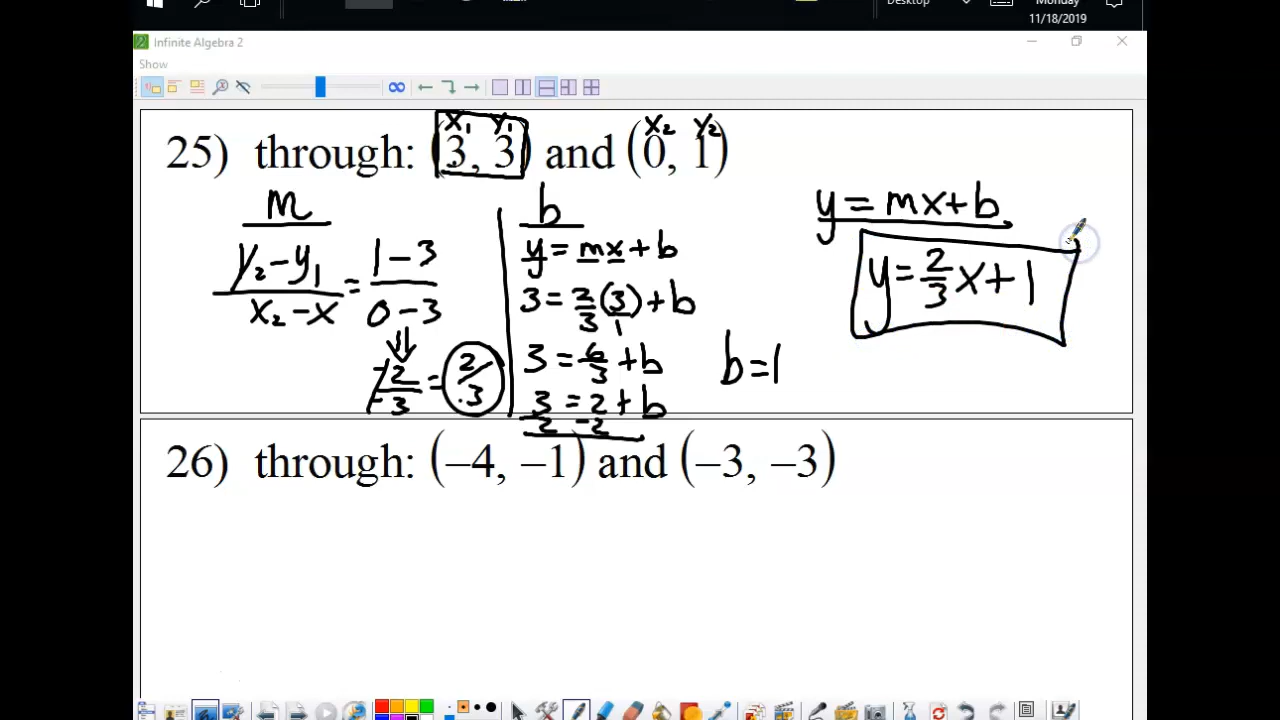 Desktop
Monday
11/18/2019
Infinite Algebra 2
Show
x₁ y₁ x₂ y₂
25) through: (3, 3) and (0, 1)
m
y₂ − y₁ / x₂ − x = 1 − 3 / 0 − 3
−2/−3 = 2/3
b
y = mx + b
3 = 2/3 (3/1) + b
3 = 6/3 + b
3 = 2 + b
−2 −2
b = 1
y = mx + b
y = 2/3 x + 1
26) through: (−4, −1) and (−3, −3)